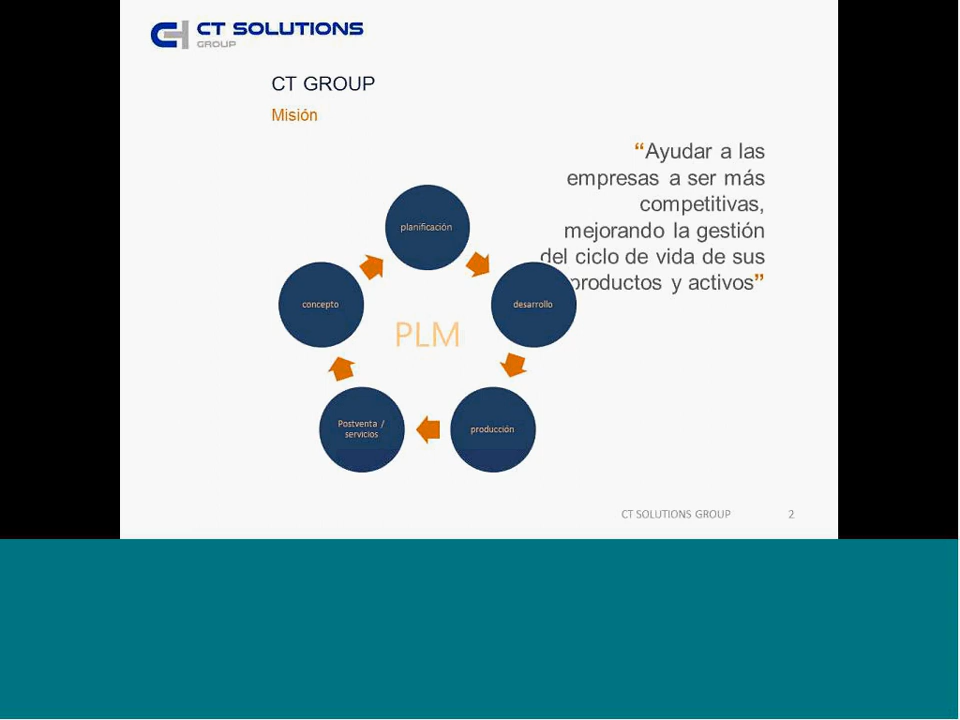 CT SOLUTIONS
GROUP
CT GROUP
Misión
“Ayudar a las
empresas a ser más
competitivas,
mejorando la gestión
del ciclo de vida de sus
productos y activos”
planificación
concepto
desarrollo
PLM
Postventa /
servicios
producción
CT SOLUTIONS GROUP
2